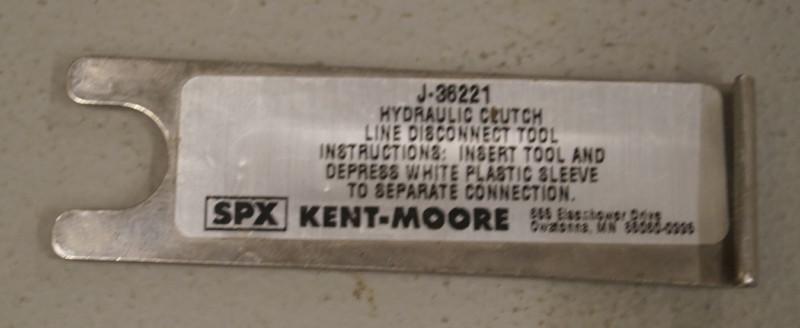 J-36221
HYDRAULIC CLUTCH
LINE DISCONNECT TOOL
INSTRUCTIONS: INSERT TOOL AND
DEPRESS WHITE PLASTIC SLEEVE
TO SEPARATE CONNECTION.
SPX KENT-MOORE
Eisenhower Drive
Owatonna, MN